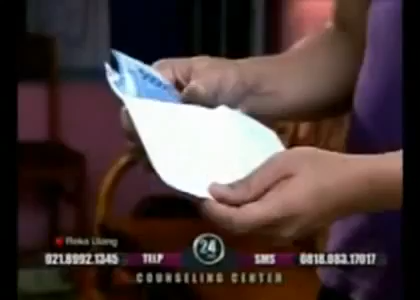 Reka Ulang
021.8992.1345 TELP 24 SMS 0818.083.17017
COUNSELING CENTER